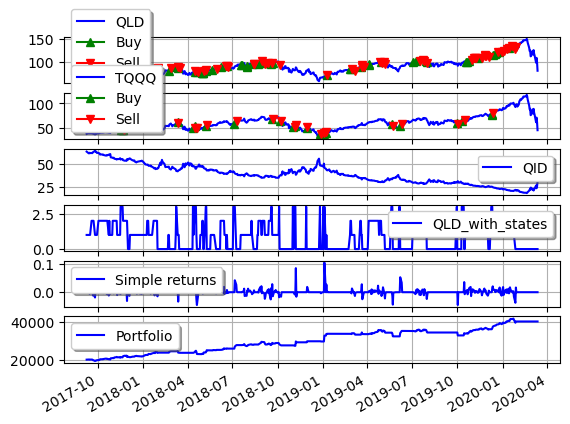 QLD
Buy
Sell
150
100
TQQQ
Buy
Sell
100
50
QID
50
25
QLD_with_states
2.5
0.0
Simple returns
0.1
0.0
Portfolio
40000
20000
2017-10 2018-01 2018-04 2018-07 2018-10 2019-01 2019-04 2019-07 2019-10 2020-01 2020-04